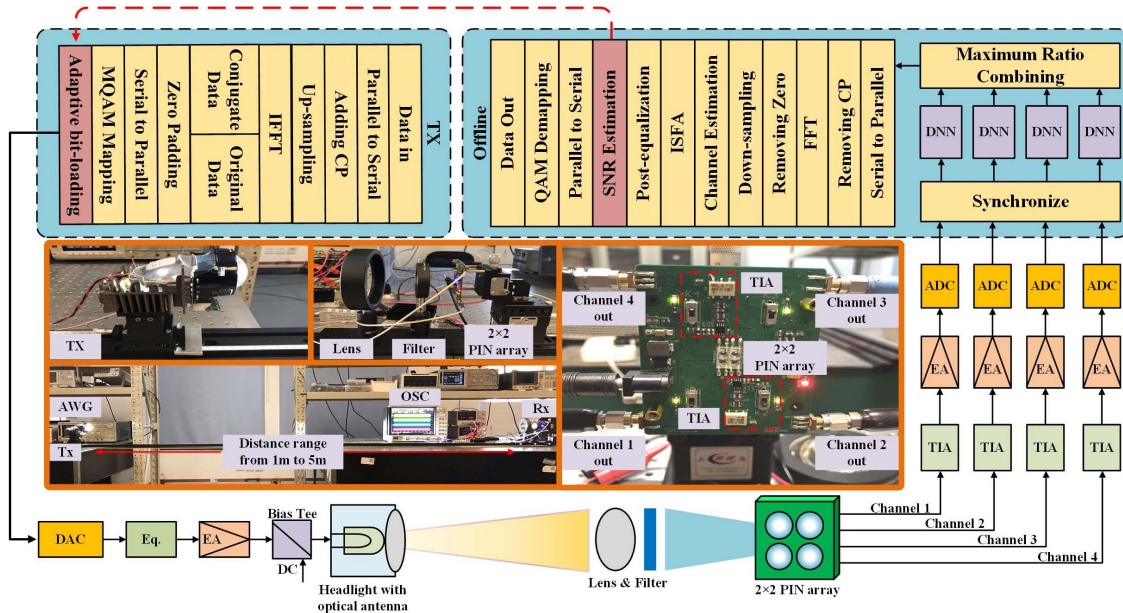 Adaptive bit-loading
MQAM Mapping
Serial to Parallel
Zero Padding
Conjugate
Data
Original
Data
IFFT
Up-sampling
Adding CP
Parallel to Serial
Data in
TX
Offline
Data Out
QAM Demapping
Parallel to Serial
SNR Estimation
Post-equalization
ISFA
Channel Estimation
Down-sampling
Removing Zero
FFT
Removing CP
Serial to Parallel
Maximum Ratio
Combining
DNN
DNN
DNN
DNN
Synchronize
ADC
ADC
ADC
ADC
EA
EA
EA
EA
TIA
TIA
TIA
TIA
TX
Lens
Filter
2×2
PIN array
AWG
OSC
Rx
Tx
Distance range
from 1m to 5m
Channel 4
out
TIA
Channel 3
out
2×2
PIN array
TIA
Channel 1
out
Channel 2
out
DAC
Eq.
EA
Bias Tee
DC
Headlight with
optical antenna
Lens & Filter
2×2 PIN array
Channel 1
Channel 2
Channel 3
Channel 4